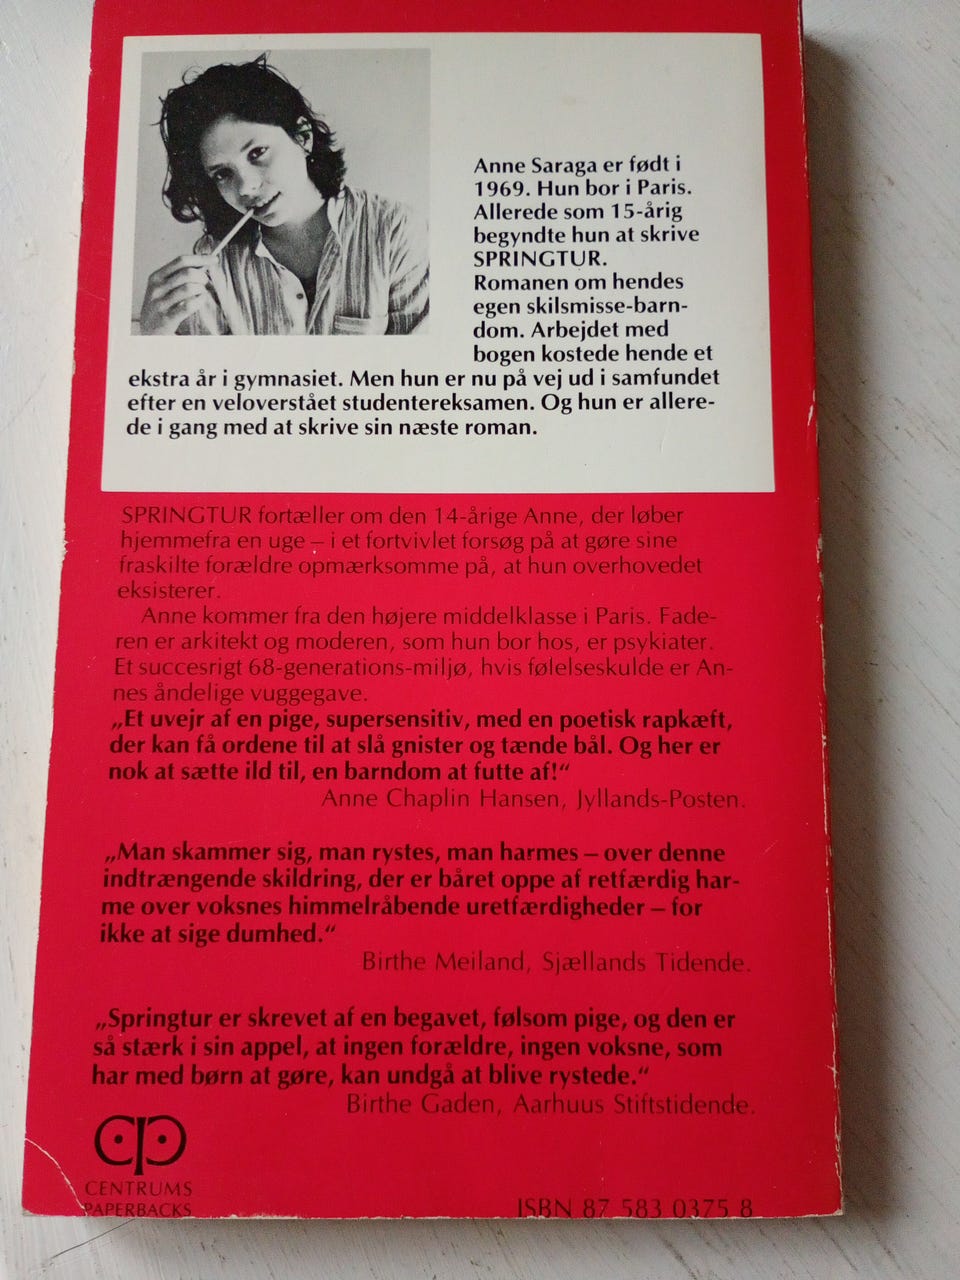 Anne Saraga er født i
1969. Hun bor i Paris.
Allerede som 15-årig
begyndte hun at skrive
SPRINGTUR.
Romanen om hendes
egen skilsmisse-barn-
dom. Arbejdet med
bogen kostede hende et
ekstra år i gymnasiet. Men hun er nu på vej ud i samfundet
efter en veloverstået studentereksamen. Og hun er allere-
de i gang med at skrive sin næste roman.
SPRINGTUR fortæller om den 14-årige Anne, der løber
hjemmefra en uge – i et fortvivlet forsøg på at gøre sine
fraskilte forældre opmærksomme på, at hun overhovedet
eksisterer.
Anne kommer fra den højere middelklasse i Paris. Fade-
ren er arkitekt og moderen, som hun bor hos, er psykiater.
Et succesrigt 68-generations-miljø, hvis følelseskulde er An-
nes åndelige vuggegave.
„Et uvejr af en pige, supersensitiv, med en poetisk rapkæft,
der kan få ordene til at slå gnister og tænde bål. Og her er
nok at sætte ild til, en barndom at futte af!“
Anne Chaplin Hansen, Jyllands-Posten.
„Man skammer sig, man rystes, man harmes – over denne
indtrængende skildring, der er båret oppe af retfærdig har-
me over voksnes himmelråbende uretfærdigheder – for
ikke at sige dumhed.“
Birthe Meiland, Sjællands Tidende.
„Springtur er skrevet af en begavet, følsom pige, og den er
så stærk i sin appel, at ingen forældre, ingen voksne, som
har med børn at gøre, kan undgå at blive rystede.“
Birthe Gaden, Aarhuus Stiftstidende.
CENTRUMS
PAPERBACKS
ISBN 87 583 0375 8